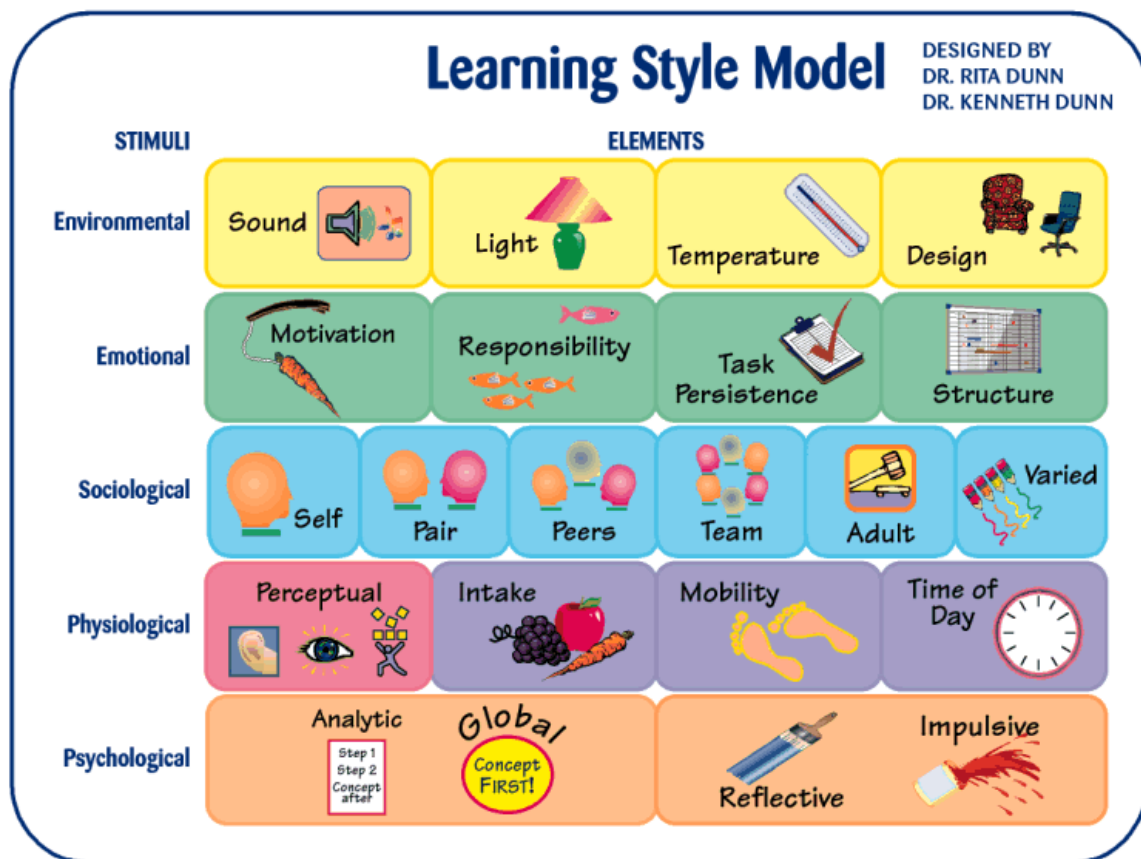 Learning Style Model
DESIGNED BY
DR. RITA DUNN
DR. KENNETH DUNN
STIMULI
ELEMENTS
Environmental
Sound
Light
Temperature
Design
Emotional
Motivation
Responsibility
Task
Persistence
Structure
Sociological
Self
Pair
Peers
Team
Adult
Varied
Physiological
Perceptual
Intake
Mobility
Time of
Day
Psychological
Analytic
Step 1
Step 2
Concept
after
Global
Concept
FIRST!
Reflective
Impulsive